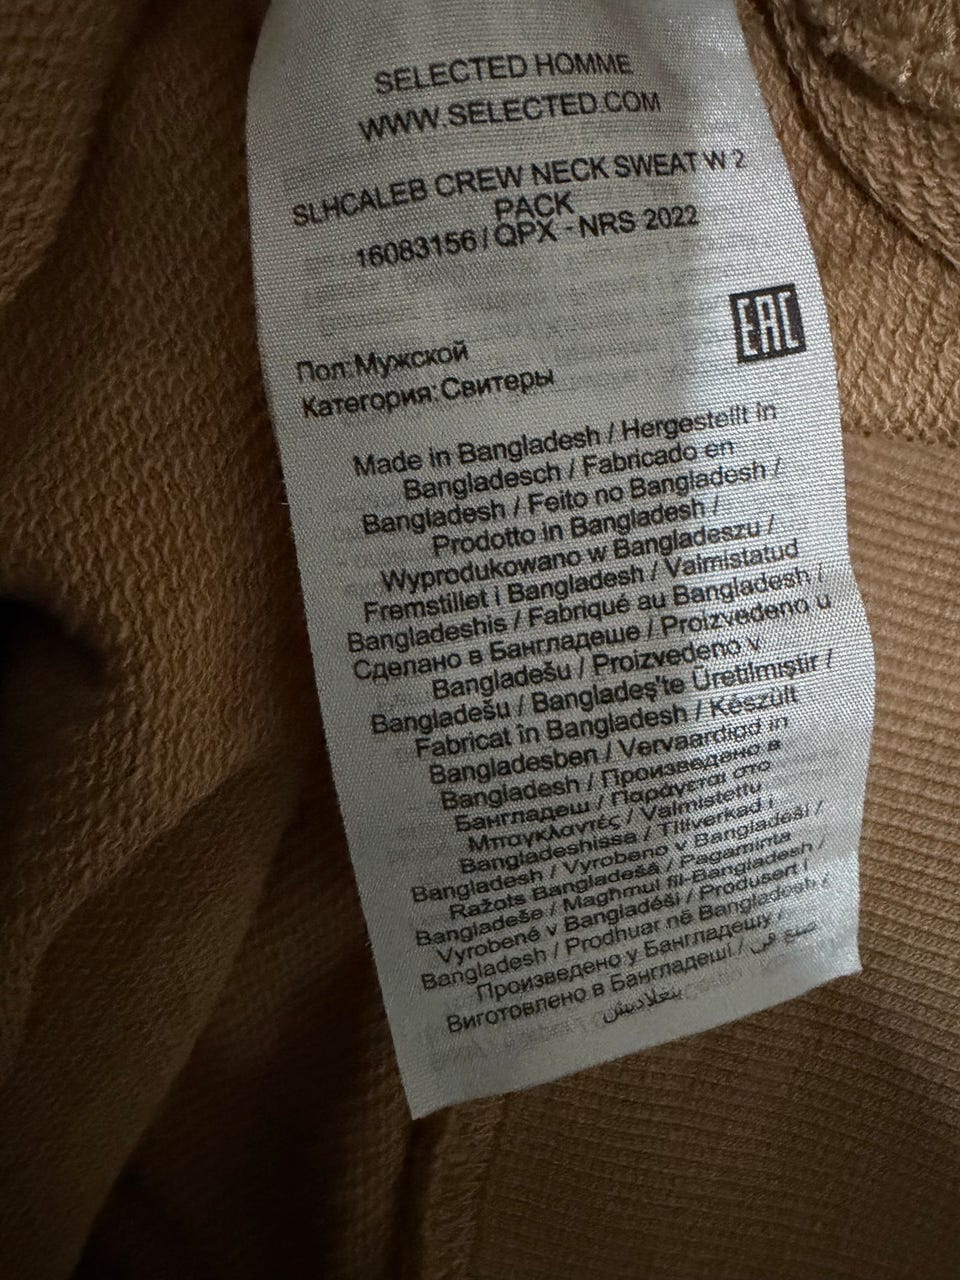 SELECTED HOMME
WWW.SELECTED.COM
SLHCALEB CREW NECK SWEAT W 2
PACK
16083156 / QPX - NRS 2022
EAC
Пол:Мужской
Категория:Свитеры
Made in Bangladesh / Hergestellt in
Bangladesch / Fabricado en
Bangladesh / Feito no Bangladesh /
Prodotto in Bangladesh /
Wyprodukowano w Bangladeszu /
Fremstillet i Bangladesh / Valmistatud
Bangladeshis / Fabriqué au Bangladesh /
Сделано в Бангладеше / Proizvedeno u
Bangladešu / Proizvedeno v
Bangladešu / Bangladeş'te Üretilmiştir /
Fabricat în Bangladesh / Készült
Bangladesben / Vervaardigd in
Bangladesh / Произведено в
Бангладеш / Παράγεται στο
Μπαγκλαντές / Valmistettu
Bangladeshissa / Tillverkad i
Bangladesh / Vyrobeno v Bangladéši /
Ražots Bangladešā / Pagaminta
Bangladeše / Magħmul fil-Bangladesh /
Vyrobené v Bangladéši / Produsert i
Bangladesh / Prodhuar në Bangladesh /
Произведено у Бангладешу /
Виготовлено в Бангладеші / صنع في
بنغلاديش